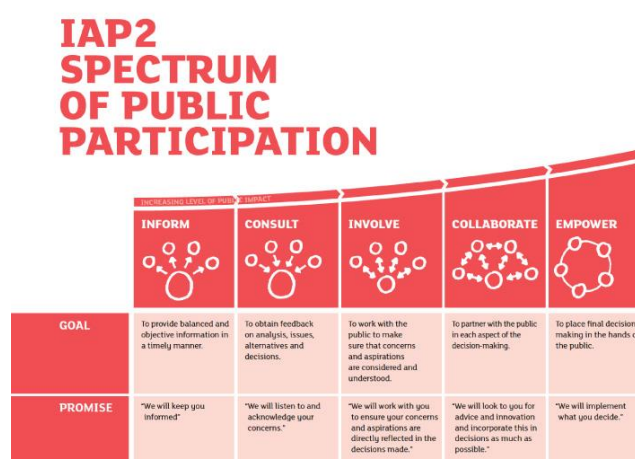 IAP2
SPECTRUM
OF PUBLIC
PARTICIPATION
INCREASING LEVEL OF PUBLIC IMPACT
INFORM
CONSULT
INVOLVE
COLLABORATE
EMPOWER
GOAL
To provide balanced and
objective information in
a timely manner.
To obtain feedback
on analysis, issues,
alternatives and
decisions.
To work with the
public to make
sure that concerns
and aspirations
are considered and
understood.
To partner with the public
in each aspect of the
decision-making.
To place final decision
making in the hands
the public.
PROMISE
"We will keep you
informed"
"We will listen to and
acknowledge your
concerns."
"We will work with you
to ensure your concerns
and aspirations are
directly reflected in the
decisions made."
"We will look to you for
advice and innovation
and incorporate this in
decisions as much as
possible."
"We will implement
what you decide."